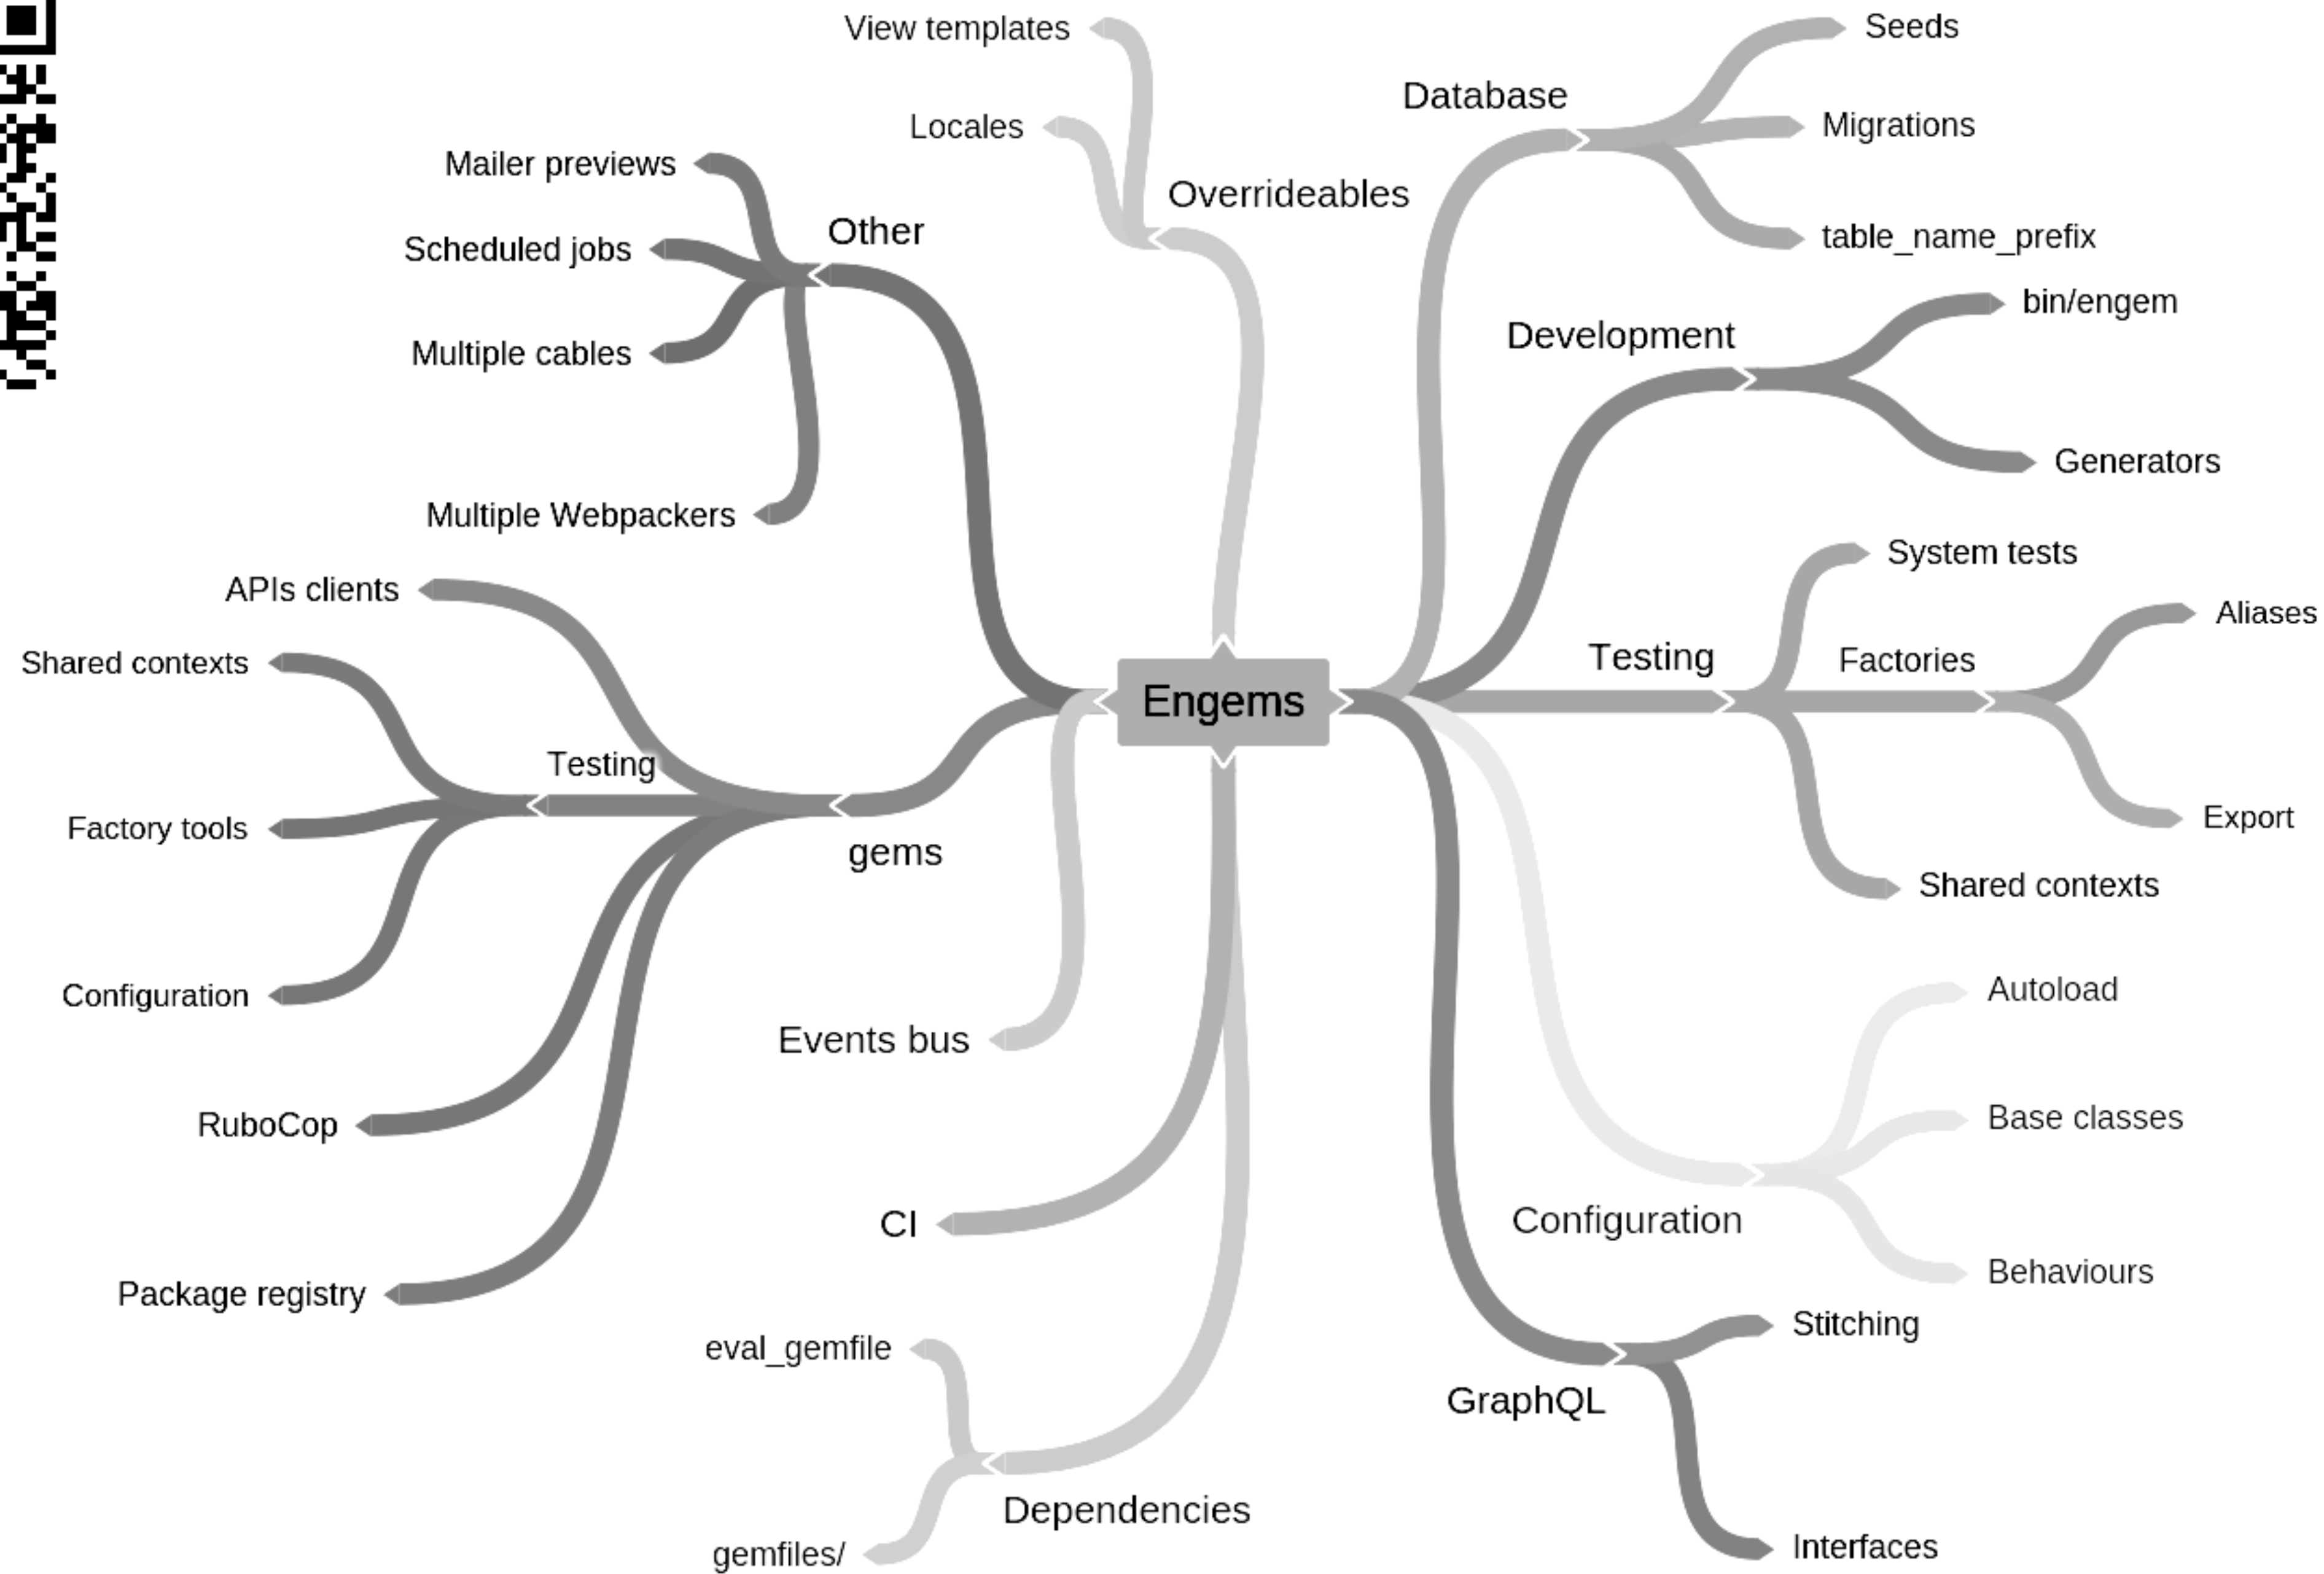 View templates
Locales
Overrideables
Mailer previews
Scheduled jobs
Multiple cables
Multiple Webpackers
Other
APIs clients
Shared contexts
Factory tools
Configuration
Testing
RuboCop
Package registry
gems
Events bus
CI
eval_gemfile
gemfiles/
Dependencies
Engems
Database
Seeds
Migrations
table_name_prefix
Development
bin/engem
Generators
Testing
System tests
Factories
Aliases
Export
Shared contexts
Configuration
Autoload
Base classes
Behaviours
GraphQL
Stitching
Interfaces